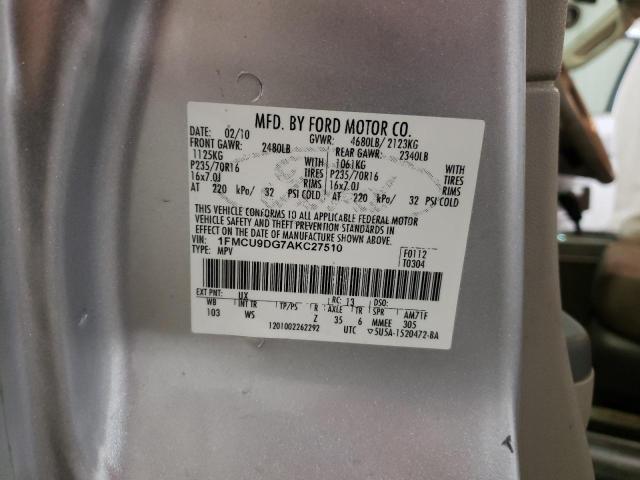 MFD. BY FORD MOTOR CO.
DATE: 02/10 GVWR: 4680LB/ 2123KG
FRONT GAWR: 2480LB REAR GAWR: 2340LB
1125KG WITH 1061KG WITH
P235/70R16 TIRES P235/70R16 TIRES
16x7.0J RIMS 16x7.0J RIMS
AT 220 kPa/ 32 PSI COLD AT 220 kPa/ 32 PSI COLD
THIS VEHICLE CONFORMS TO ALL APPLICABLE FEDERAL MOTOR
VEHICLE SAFETY AND THEFT PREVENTION STANDARDS IN
EFFECT ON THE DATE OF MANUFACTURE SHOWN ABOVE.
VIN: 1FMCU9DG7AKC27510 F0112
TYPE: MPV T0304
EXT PNT: UX RC: 13 DSO:
WB INT TR TP/PS R AXLE TR SPR AM71F
103 WS Z 35 6 MMEE 305
1201002262292 UTC 5U5A-1520472-BA